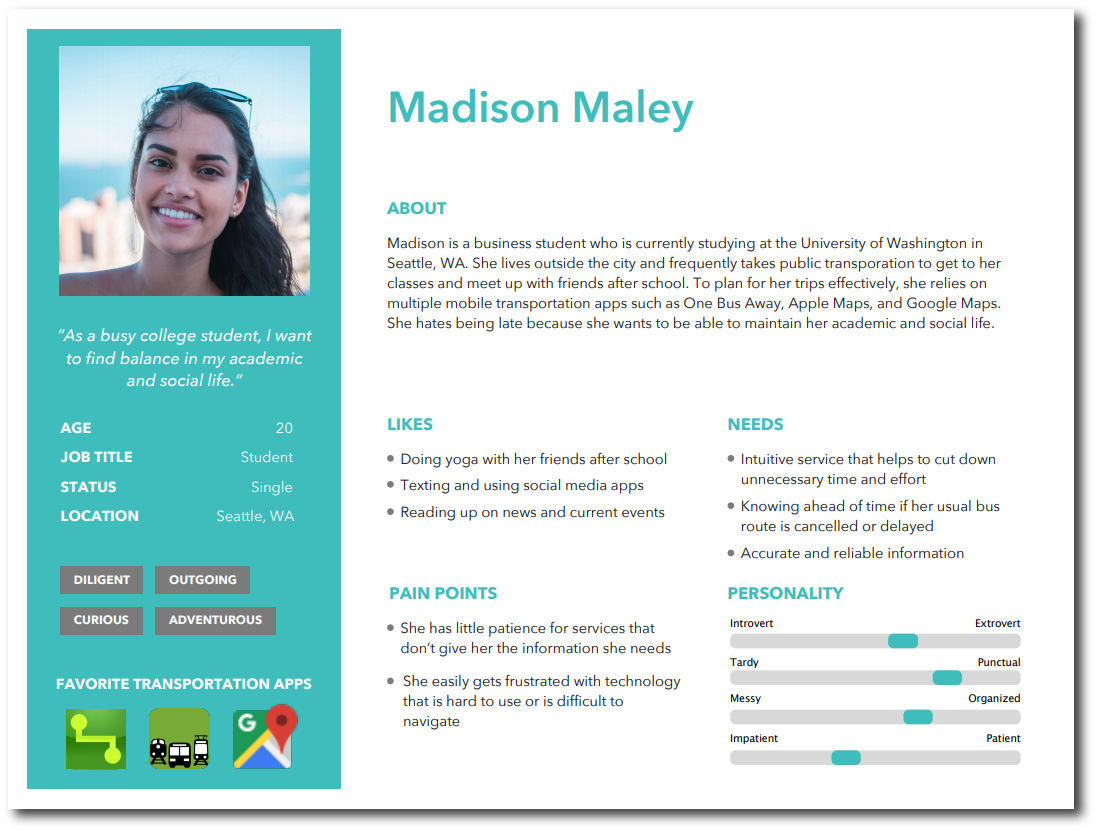 Madison Maley
“As a busy college student, I want
to find balance in my academic
and social life.”
AGE 20
JOB TITLE Student
STATUS Single
LOCATION Seattle, WA
DILIGENT OUTGOING
CURIOUS ADVENTUROUS
FAVORITE TRANSPORTATION APPS
G
ABOUT
Madison is a business student who is currently studying at the University of Washington in
Seattle, WA. She lives outside the city and frequently takes public transporation to get to her
classes and meet up with friends after school. To plan for her trips effectively, she relies on
multiple mobile transportation apps such as One Bus Away, Apple Maps, and Google Maps.
She hates being late because she wants to be able to maintain her academic and social life.
LIKES
Doing yoga with her friends after school
Texting and using social media apps
Reading up on news and current events
NEEDS
Intuitive service that helps to cut down
unnecessary time and effort
Knowing ahead of time if her usual bus
route is cancelled or delayed
Accurate and reliable information
PAIN POINTS
She has little patience for services that
don’t give her the information she needs
She easily gets frustrated with technology
that is hard to use or is difficult to
navigate
PERSONALITY
Introvert Extrovert
Tardy Punctual
Messy Organized
Impatient Patient